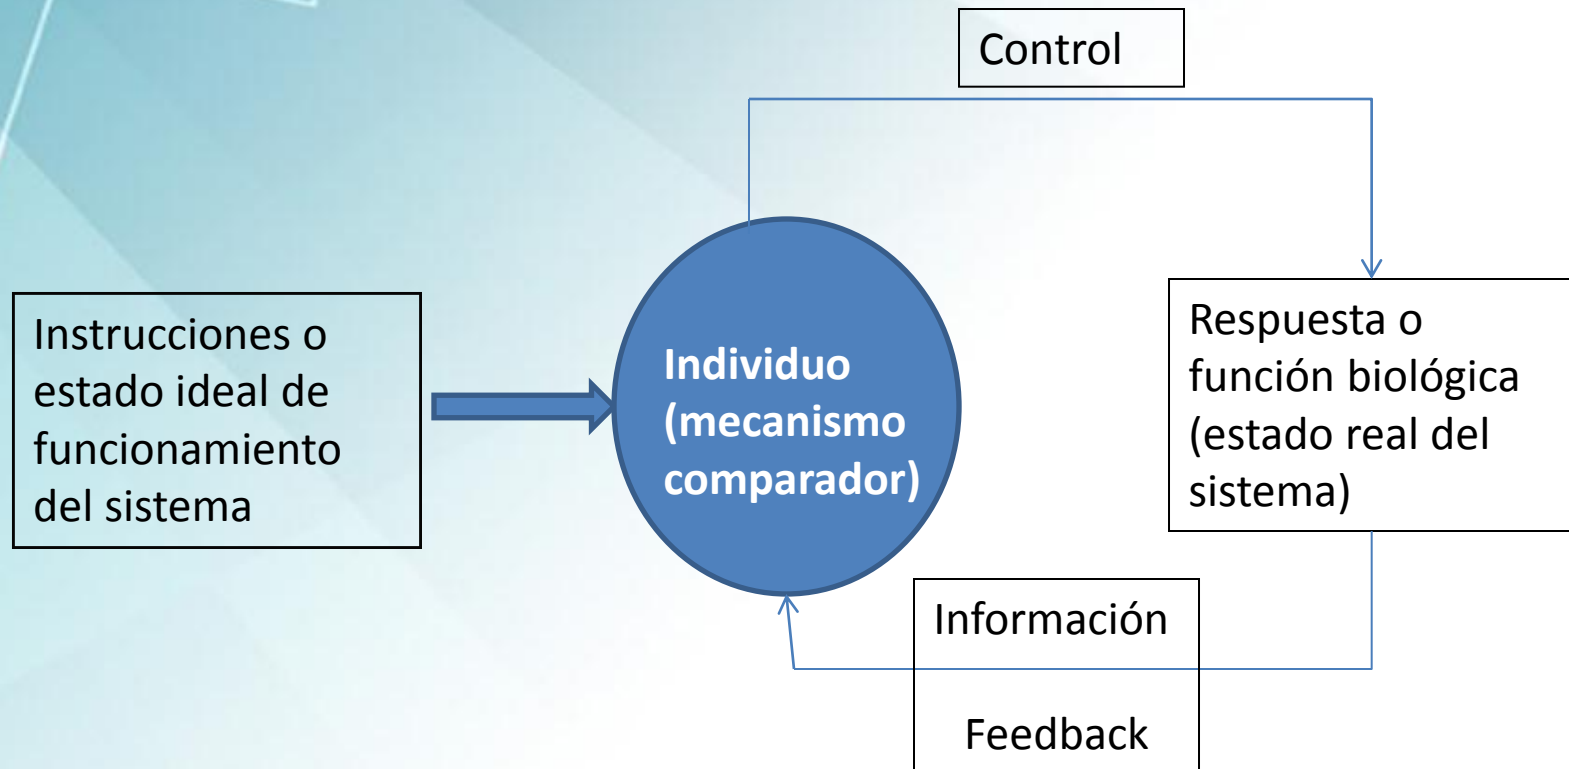 Control
Instrucciones o
estado ideal de
funcionamiento
del sistema
Individuo
(mecanismo
comparador)
Respuesta o
función biológica
(estado real del
sistema)
Información
Feedback